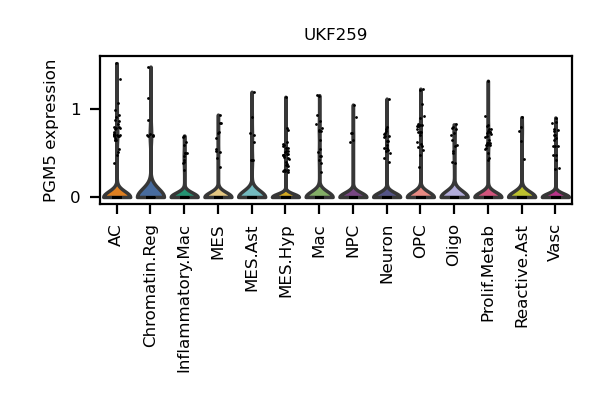 UKF259
PGM5 expression
1
0
AC
Chromatin.Reg
Inflammatory.Mac
MES
MES.Ast
MES.Hyp
Mac
NPC
Neuron
OPC
Oligo
Prolif.Metab
Reactive.Ast
Vasc